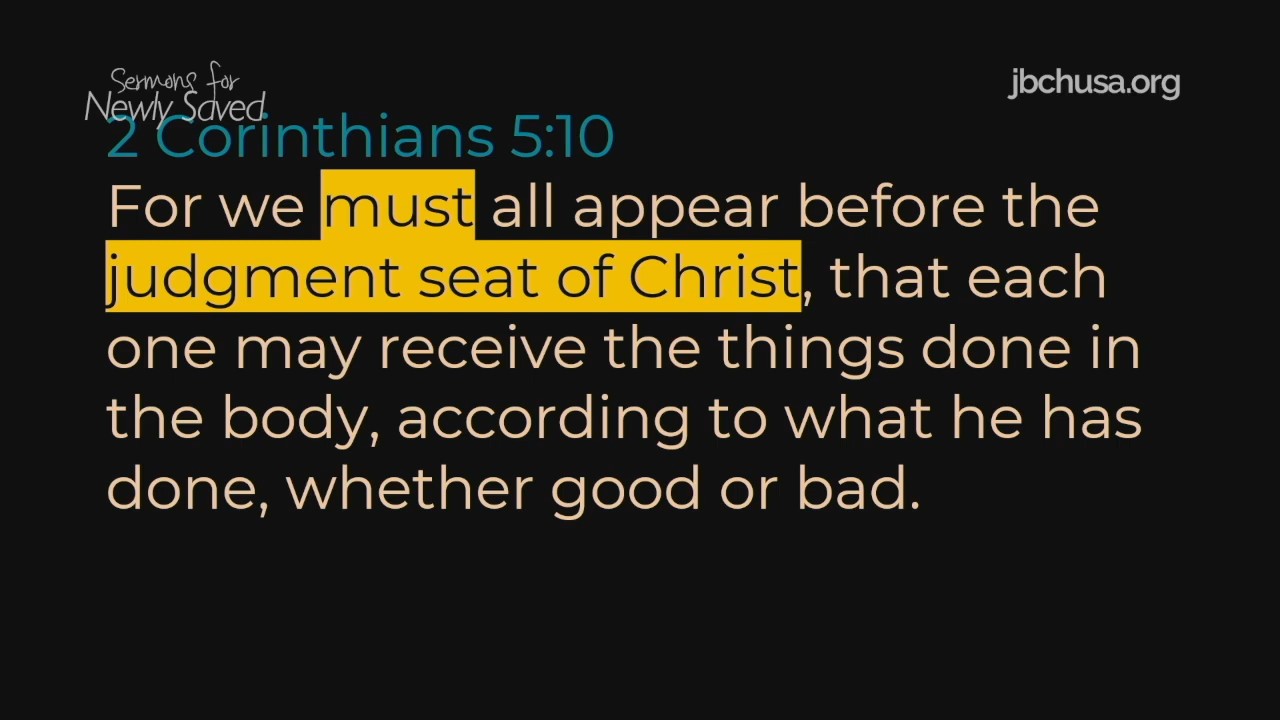 Sermons for
Newly Saved
jbchusa.org
2 Corinthians 5:10
For we must all appear before the
judgment seat of Christ, that each
one may receive the things done in
the body, according to what he has
done, whether good or bad.